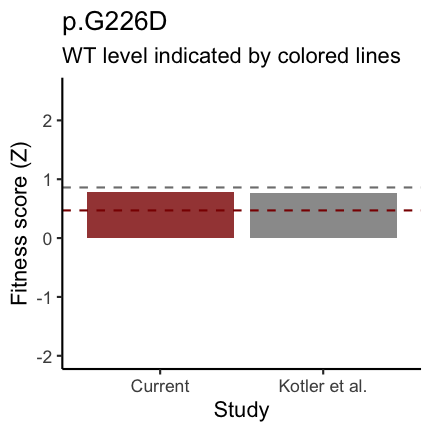 p.G226D
WT level indicated by colored lines
Fitness score (Z)
2
1
0
-1
-2
Current
Kotler et al.
Study